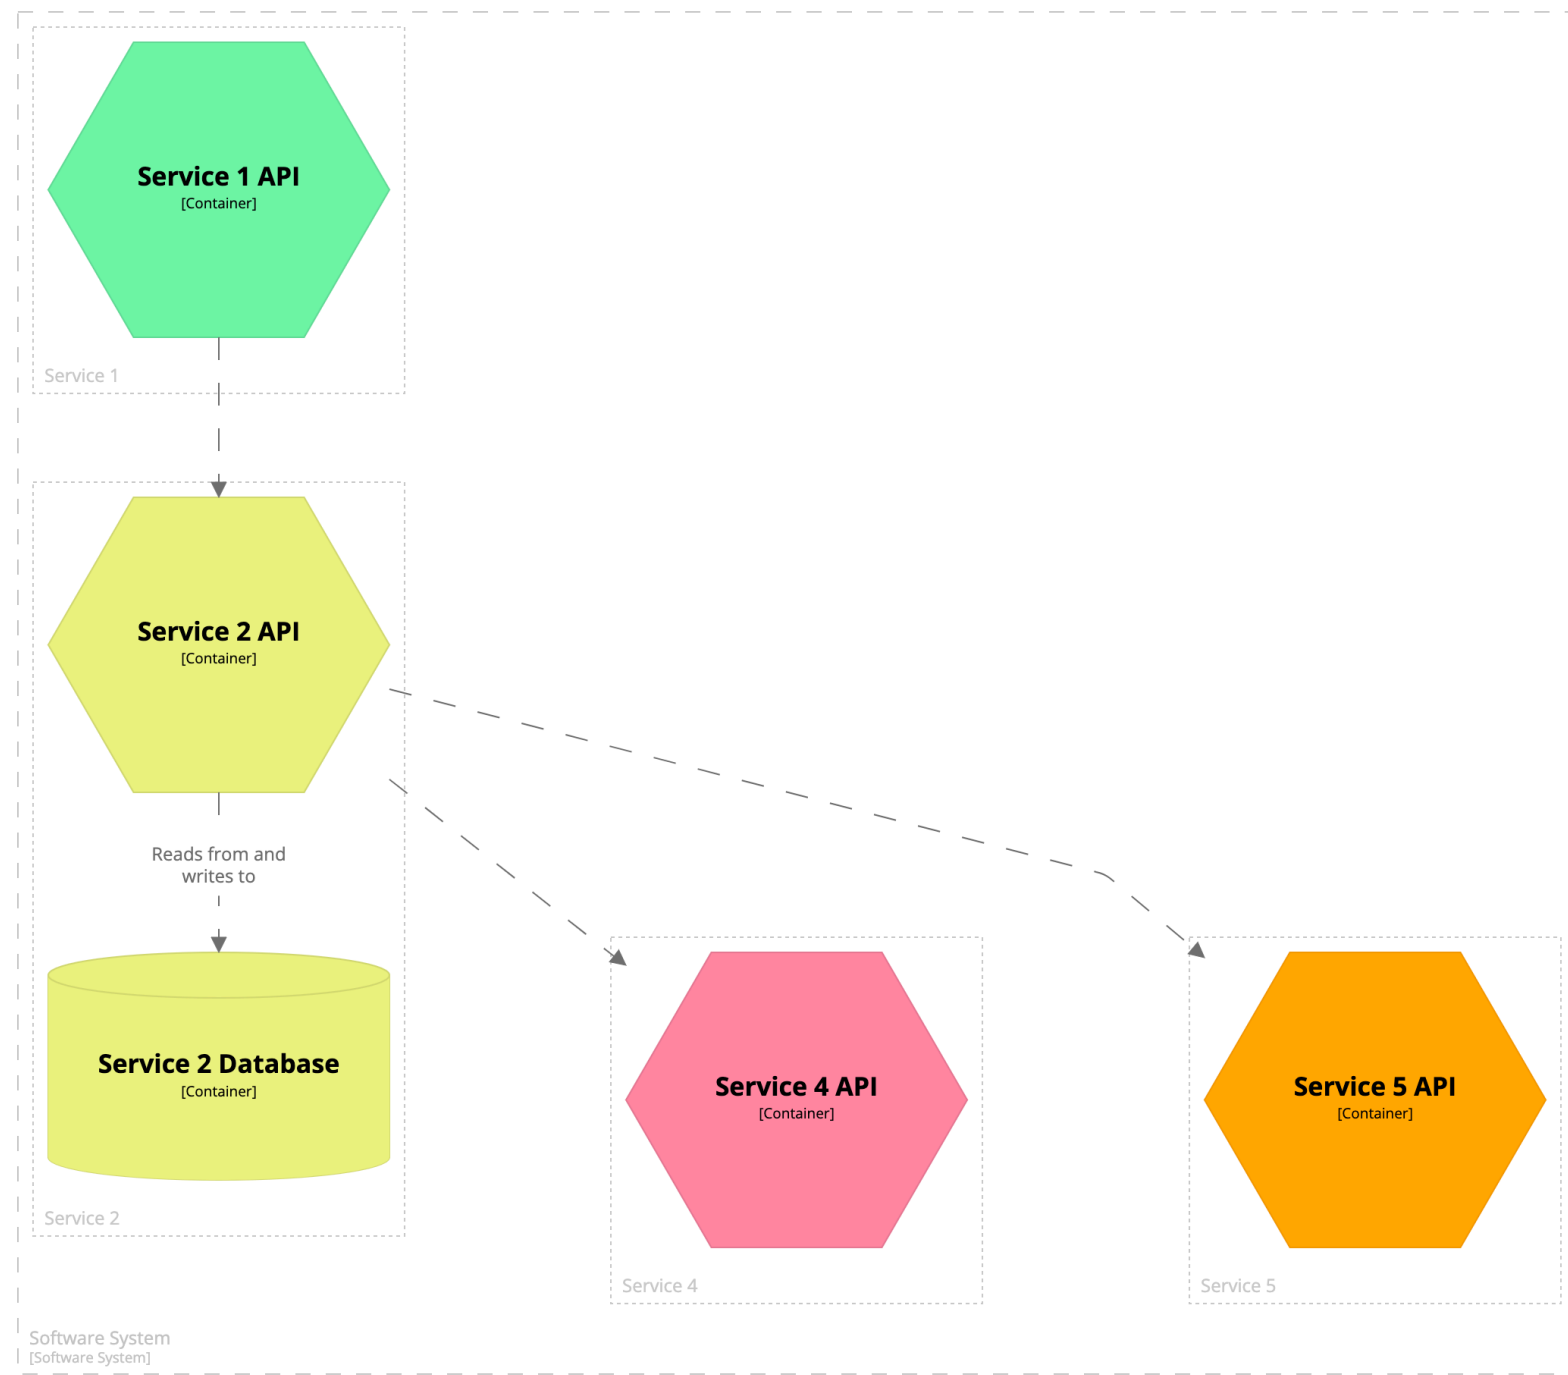 Service 1 API
[Container]
Service 1
Service 2 API
[Container]
Reads from and
writes to
Service 2 Database
[Container]
Service 2
Service 4 API
[Container]
Service 4
Service 5 API
[Container]
Service 5
Software System
[Software System]